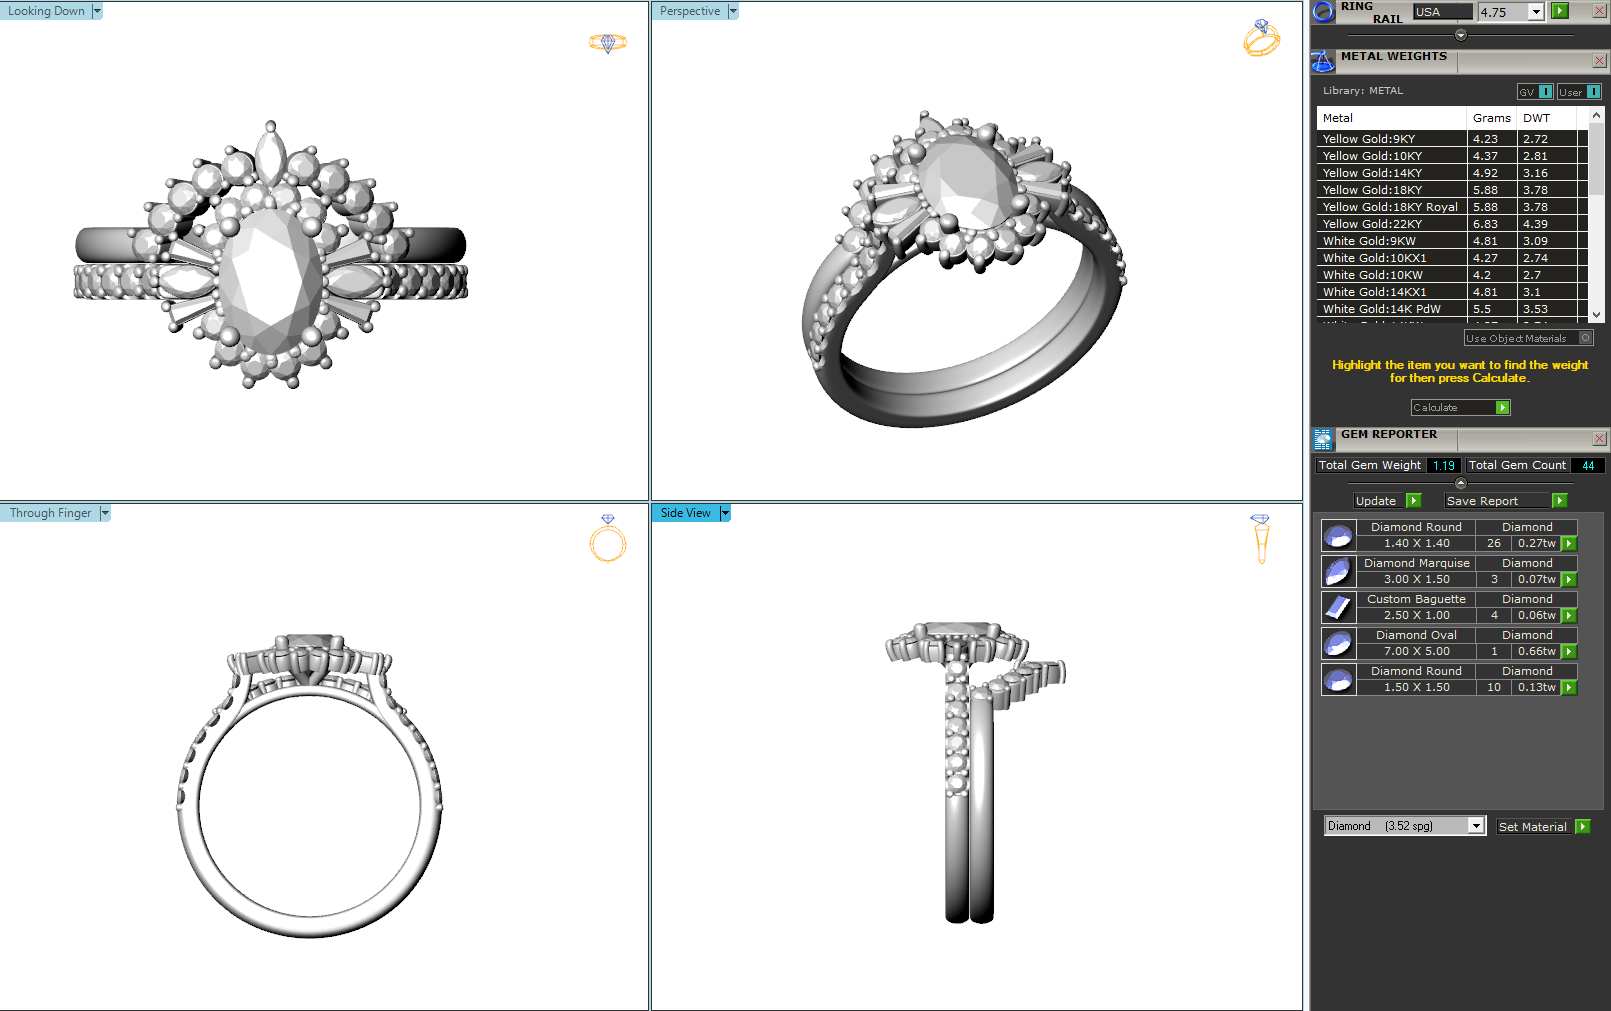 Looking Down
Perspective
Through Finger
Side View
RING
RAIL
USA
4.75
METAL WEIGHTS
Library: METAL
GV
User
Metal Grams DWT
Yellow Gold:9KY 4.23 2.72
Yellow Gold:10KY 4.37 2.81
Yellow Gold:14KY 4.92 3.16
Yellow Gold:18KY 5.88 3.78
Yellow Gold:18KY Royal 5.88 3.78
Yellow Gold:22KY 6.83 4.39
White Gold:9KW 4.81 3.09
White Gold:10KX1 4.27 2.74
White Gold:10KW 4.2 2.7
White Gold:14KX1 4.81 3.1
White Gold:14K PdW 5.5 3.53
Use Object Materials
Highlight the item you want to find the weight
for then press Calculate.
Calculate
GEM REPORTER
Total Gem Weight 1.19 Total Gem Count 44
Update Save Report
Diamond Round Diamond
1.40 X 1.40 26 0.27tw
Diamond Marquise Diamond
3.00 X 1.50 3 0.07tw
Custom Baguette Diamond
2.50 X 1.00 4 0.06tw
Diamond Oval Diamond
7.00 X 5.00 1 0.66tw
Diamond Round Diamond
1.50 X 1.50 10 0.13tw
Diamond (3.52 spg) Set Material